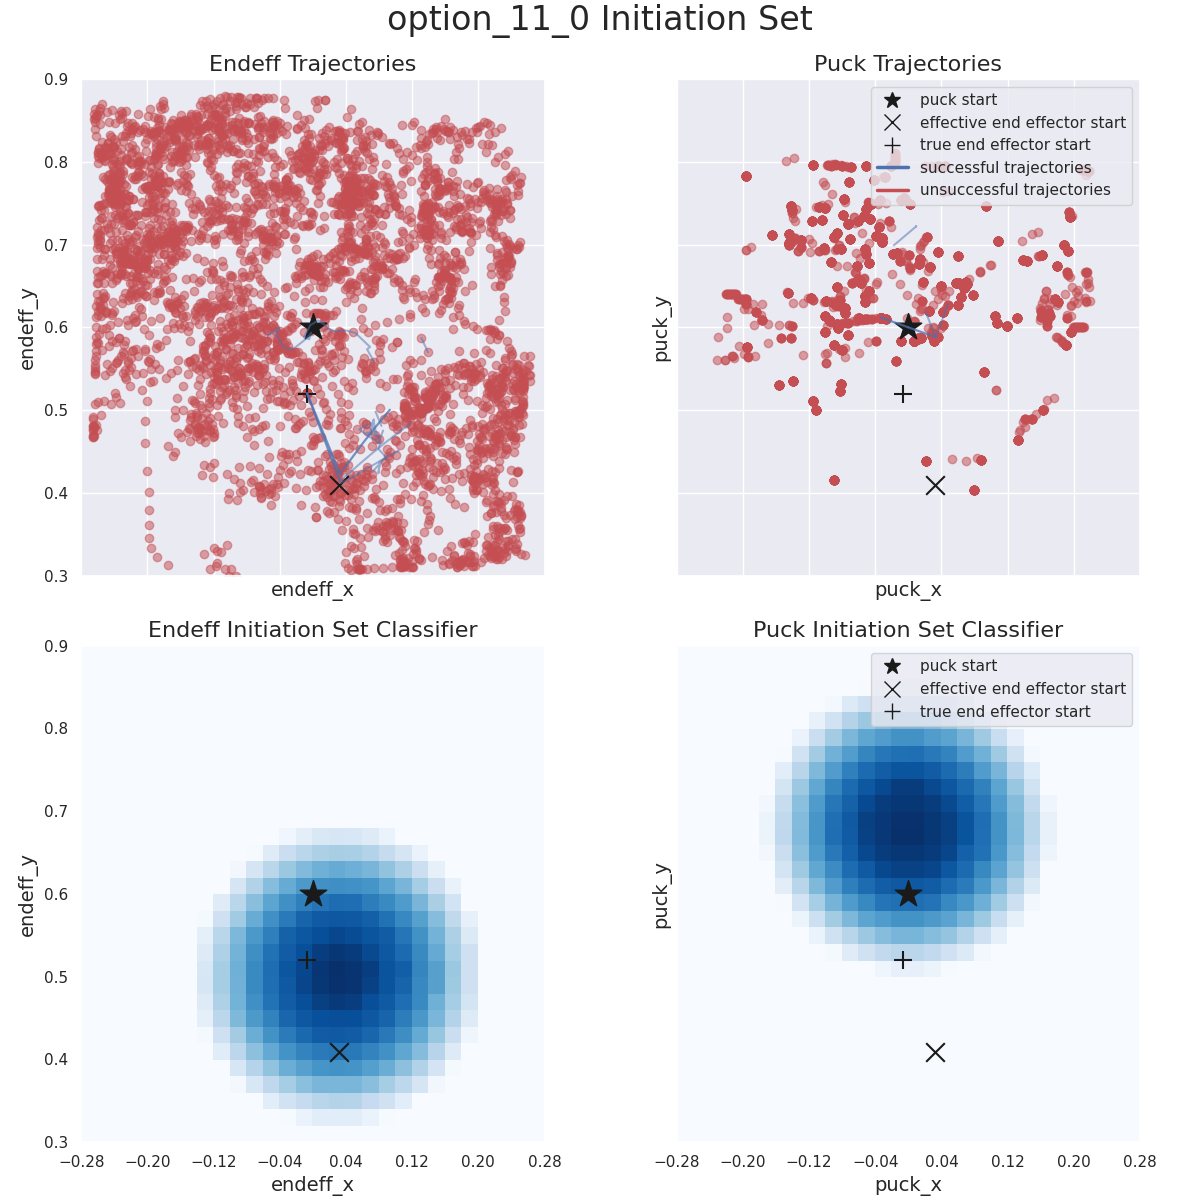 option_11_0 Initiation Set
Endeff Trajectories
0.9
0.8
0.7
0.6
0.5
0.4
0.3
endeff_y
endeff_x
Puck Trajectories
puck start
effective end effector start
true end effector start
successful trajectories
unsuccessful trajectories
puck_y
puck_x
Endeff Initiation Set Classifier
0.9
0.8
0.7
0.6
0.5
0.4
0.3
endeff_y
−0.28 −0.20 −0.12 −0.04 0.04 0.12 0.20 0.28
endeff_x
Puck Initiation Set Classifier
puck start
effective end effector start
true end effector start
puck_y
−0.28 −0.20 −0.12 −0.04 0.04 0.12 0.20 0.28
puck_x